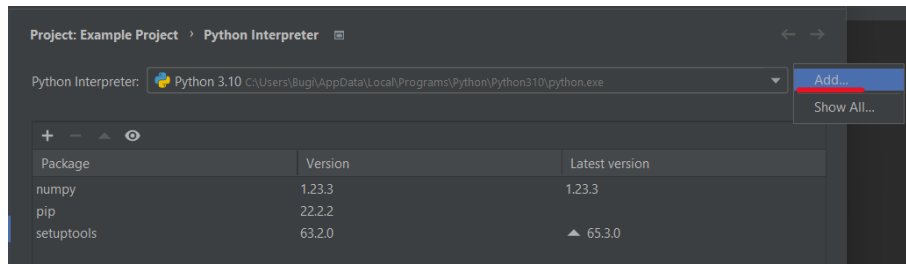 Project: Example Project › Python Interpreter
Python Interpreter: Python 3.10 C:\Users\Bugi\AppData\Local\Programs\Python\Python310\python.exe
Add...
Show All...
Package Version Latest version
numpy 1.23.3 1.23.3
pip 22.2.2
setuptools 63.2.0 65.3.0